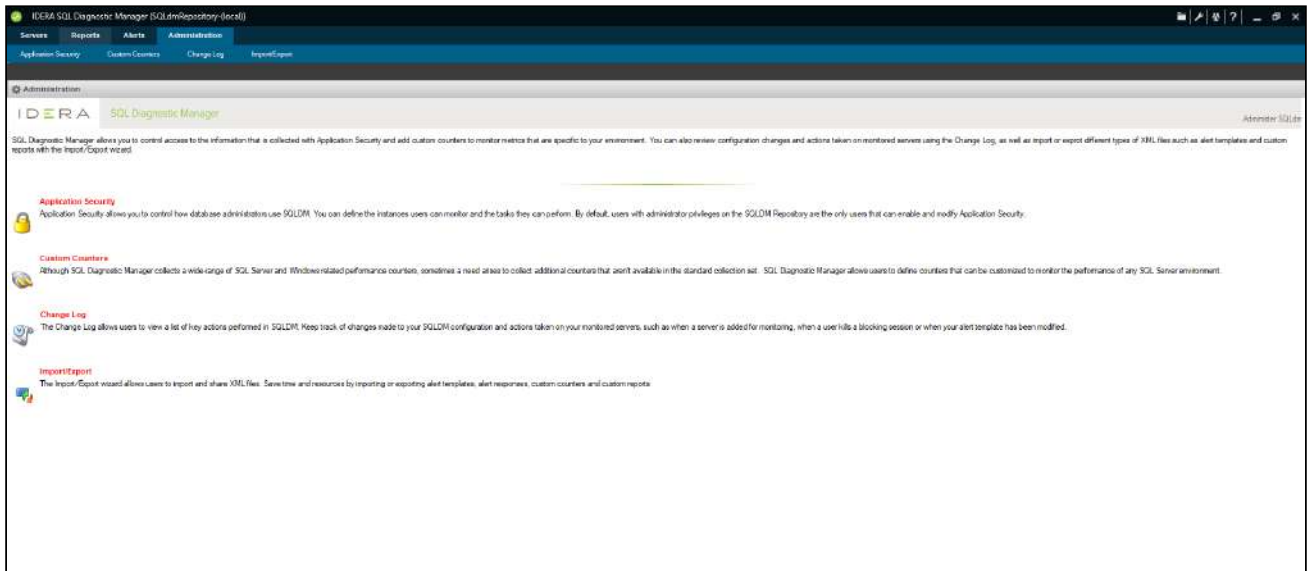 IDERA SQL Diagnostic Manager (SQLdmRepository-(local))
Servers Reports Alerts Administration
Application Security Custom Counters Change Log Import/Export
Administration
IDERA SQL Diagnostic Manager
Administer SQLdm
SQL Diagnostic Manager allows you to control access to the information that is collected with Application Security and add custom counters to monitor metrics that are specific to your environment. You can also review configuration changes and actions taken on monitored servers using the Change Log, as well as import or exprot different types of XML files such as alert templates and custom
reports with the Import/Export wizard.
Application Security
Application Security allows you to control how database administrators use SQLDM. You can define the instances users can monitor and the tasks they can perform. By default, users with administrator privileges on the SQLDM Repository are the only users that can enable and modify Application Security.
Custom Counters
Although SQL Diagnostic Manager collects a wide-range of SQL Server and Windows related performance counters, sometimes a need arises to collect additional counters that aren't available in the standard collection set. SQL Diagnostic Manager allows users to define counters that can be customized to monitor the performance of any SQL Server environment.
Change Log
The Change Log allows users to view a list of key actions performed in SQLDM. Keep track of changes made to your SQLDM configuration and actions taken on your monitored servers, such as when a server is added for monitoring, when a user kills a blocking session or when your alert template has been modified.
Import/Export
The Import/Export wizard allows users to import and share XML files. Save time and resources by importing or exporting alert templates, alert responses, custom counters and custom reports